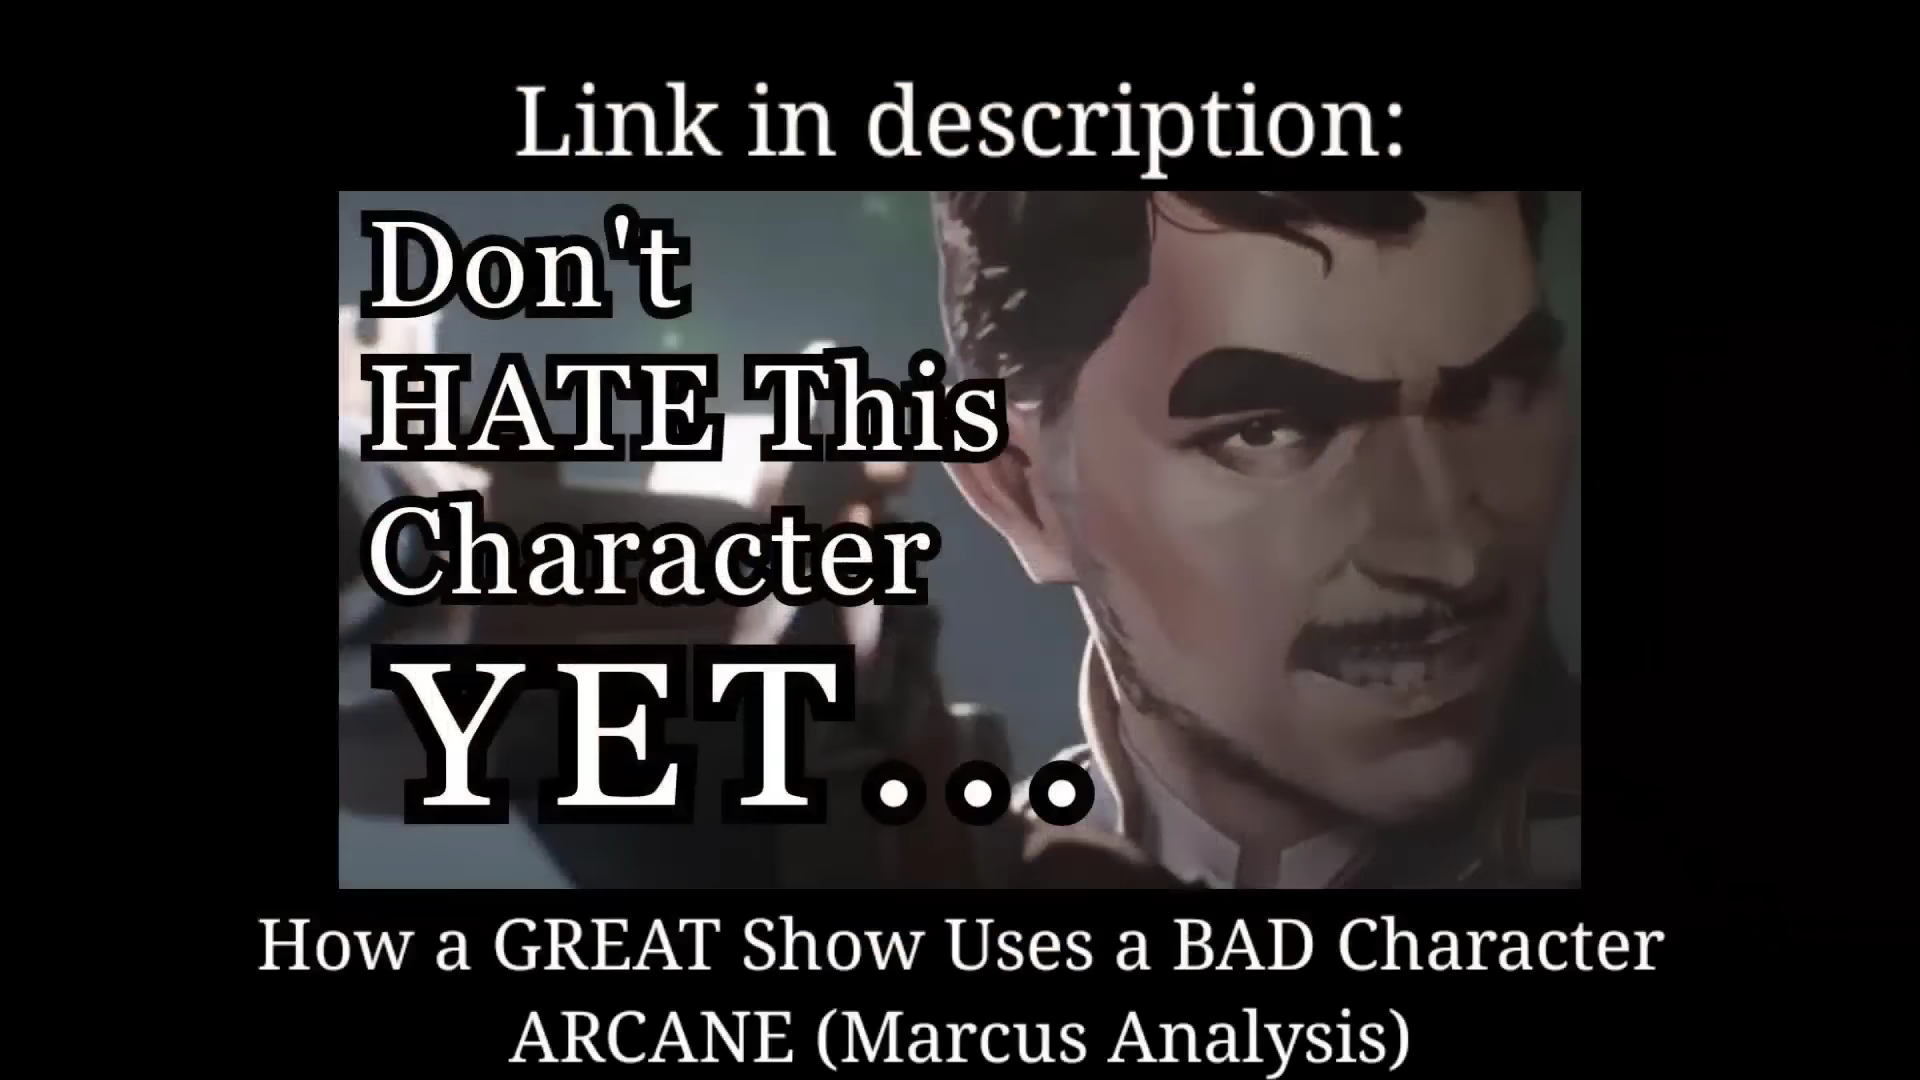 Link in description:
Don't
HATE This
Character
YET...
How a GREAT Show Uses a BAD Character
ARCANE (Marcus Analysis)